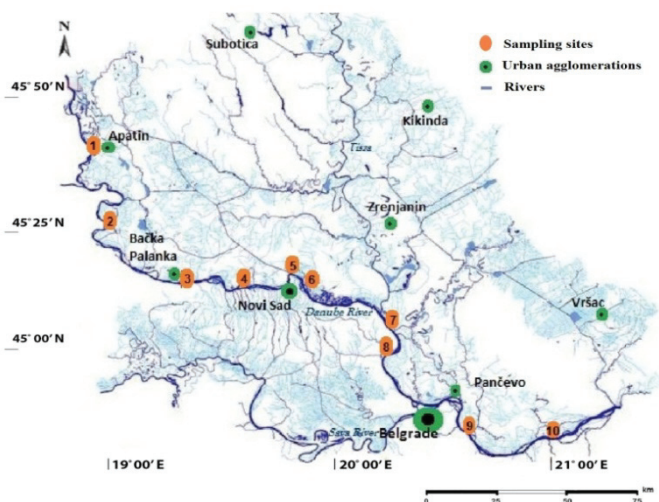 N
Subotica
Sampling sites
Urban agglomerations
Rivers
45° 50' N
Kikinda
1
Apatin
Tissa
2
Zrenjanin
45° 25' N
Bačka
Palanka
3
4
5
6
Novi Sad
Danube River
7
Vršac
45° 00' N
8
Pančevo
Sava River
Belgrade
9
10
19°00'E
20°00'E
21°00'E
km
0
25
50
75